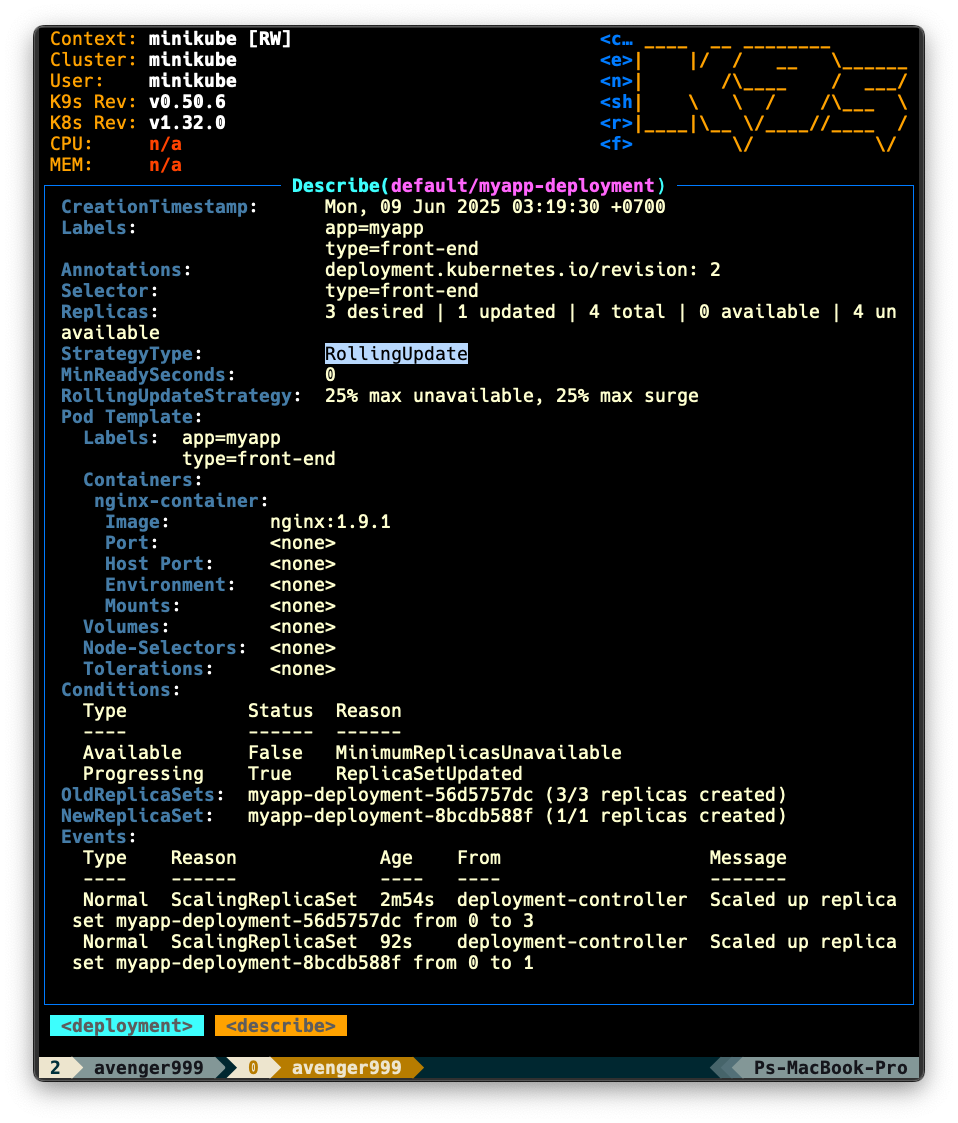 Context: minikube [RW]
Cluster: minikube
User: minikube
K9s Rev: v0.50.6
K8s Rev: v1.32.0
CPU: n/a
MEM: n/a
<c…
<e>
<n>
<sh
<r>
<f>
Describe(default/myapp-deployment)
CreationTimestamp: Mon, 09 Jun 2025 03:19:30 +0700
Labels: app=myapp
type=front-end
Annotations: deployment.kubernetes.io/revision: 2
Selector: type=front-end
Replicas: 3 desired | 1 updated | 4 total | 0 available | 4 un
available
StrategyType: RollingUpdate
MinReadySeconds: 0
RollingUpdateStrategy: 25% max unavailable, 25% max surge
Pod Template:
Labels: app=myapp
type=front-end
Containers:
nginx-container:
Image: nginx:1.9.1
Port: <none>
Host Port: <none>
Environment: <none>
Mounts: <none>
Volumes: <none>
Node-Selectors: <none>
Tolerations: <none>
Conditions:
Type Status Reason
---- ------ ------
Available False MinimumReplicasUnavailable
Progressing True ReplicaSetUpdated
OldReplicaSets: myapp-deployment-56d5757dc (3/3 replicas created)
NewReplicaSet: myapp-deployment-8bcdb588f (1/1 replicas created)
Events:
Type Reason Age From Message
---- ------ ---- ---- -------
Normal ScalingReplicaSet 2m54s deployment-controller Scaled up replica
set myapp-deployment-56d5757dc from 0 to 3
Normal ScalingReplicaSet 92s deployment-controller Scaled up replica
set myapp-deployment-8bcdb588f from 0 to 1
<deployment> <describe>
2 avenger999 0 avenger999 Ps-MacBook-Pro